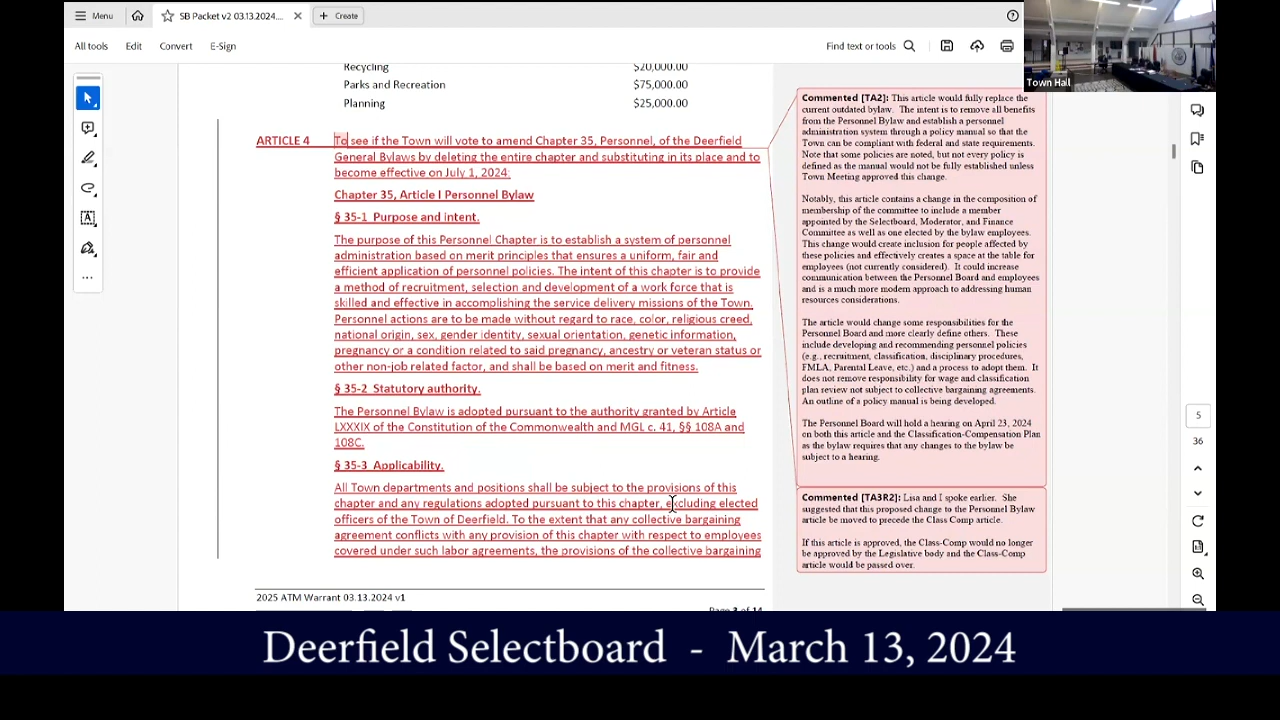 Menu
SB Packet v2 03.13.2024...
Create
All tools
Edit
Convert
E-Sign
Find text or tools
Town Hall
Recycling $20,000.00
Parks and Recreation $75,000.00
Planning $25,000.00
ARTICLE 4 To see if the Town will vote to amend Chapter 35, Personnel, of the Deerfield
General Bylaws by deleting the entire chapter and substituting in its place and to
become effective on July 1, 2024:
Chapter 35, Article I Personnel Bylaw
§ 35-1 Purpose and intent.
The purpose of this Personnel Chapter is to establish a system of personnel
administration based on merit principles that ensures a uniform, fair and
efficient application of personnel policies. The intent of this chapter is to provide
a method of recruitment, selection and development of a work force that is
skilled and effective in accomplishing the service delivery missions of the Town.
Personnel actions are to be made without regard to race, color, religious creed,
national origin, sex, gender identity, sexual orientation, genetic information,
pregnancy or a condition related to said pregnancy, ancestry or veteran status or
other non-job related factor, and shall be based on merit and fitness.
§ 35-2 Statutory authority.
The Personnel Bylaw is adopted pursuant to the authority granted by Article
LXXXIX of the Constitution of the Commonwealth and MGL c. 41, §§ 108A and
108C.
§ 35-3 Applicability.
All Town departments and positions shall be subject to the provisions of this
chapter and any regulations adopted pursuant to this chapter, excluding elected
officers of the Town of Deerfield. To the extent that any collective bargaining
agreement conflicts with any provision of this chapter with respect to employees
covered under such labor agreements, the provisions of the collective bargaining
2025 ATM Warrant 03.13.2024 v1
Page 3 of 14
Commented [TA2]: This article would fully replace the
current outdated bylaw. The intent is to remove all benefits
from the Personnel Bylaw and establish a personnel
administration system through a policy manual so that the
Town can be compliant with federal and state requirements.
Note that some policies are noted, but not every policy is
defined as the manual would not be fully established unless
Town Meeting approved this change.
Notably, this article contains a change in the composition of
membership of the committee to include a member
appointed by the Selectboard, Moderator, and Finance
Committee as well as one elected by the bylaw employees.
This change would create inclusion for people affected by
these policies and effectively creates a space at the table for
employees (not currently considered). It could increase
communication between the Personnel Board and employees
and is a much more modern approach to addressing human
resources considerations.
The article would change some responsibilities for the
Personnel Board and more clearly define others. These
include developing and recommending personnel policies
(e.g., recruitment, classification, disciplinary procedures,
FMLA, Parental Leave, etc.) and a process to adopt them. It
does not remove responsibility for wage and classification
plan review not subject to collective bargaining agreements.
An outline of a policy manual is being developed.
The Personnel Board will hold a hearing on April 23, 2024
on both this article and the Classification-Compensation Plan
as the bylaw requires that any changes to the bylaw be
subject to a hearing.
Commented [TA3R2]: Lisa and I spoke earlier. She
suggested that this proposed change to the Personnel Bylaw
article be moved to precede the Class Comp article.
If this article is approved, the Class-Comp would no longer
be approved by the Legislative body and the Class-Comp
article would be passed over.
5
36
Deerfield Selectboard - March 13, 2024